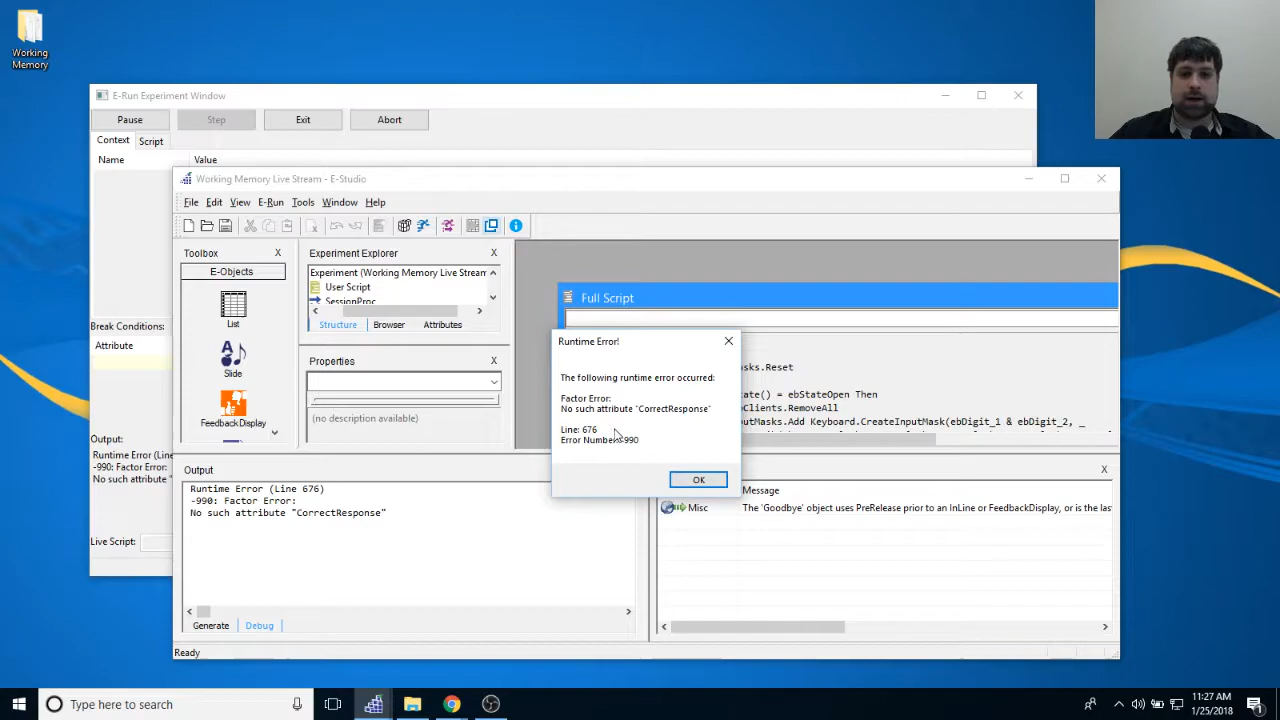 Working
Memory
E-Run Experiment Window
Pause
Step
Exit
Abort
Context
Script
Name
Value
Working Memory Live Stream - E-Studio
File Edit View E-Run Tools Window Help
Toolbox
E-Objects
List
Slide
FeedbackDisplay
Experiment Explorer
Experiment (Working Memory Live Stream
User Script
SessionProc
Structure
Browser
Attributes
Properties
(no description available)
Full Script
sks.Reset
State() = ebStateOpen Then
bClients.RemoveAll
putMasks.Add Keyboard.CreateInputMask(ebDigit_1 & ebDigit_2, _
Break Conditions:
Attribute
Output:
Runtime Error (Line
-990: Factor Error:
No such attribute "
Live Script:
Runtime Error!
The following runtime error occurred:
Factor Error:
No such attribute "CorrectResponse"
Line: 676
Error Number: -990
OK
Output
Runtime Error (Line 676)
-990: Factor Error:
No such attribute "CorrectResponse"
Generate
Debug
Message
Misc
The 'Goodbye' object uses PreRelease prior to an InLine or FeedbackDisplay, or is the las
Ready
Type here to search
11:27 AM
1/25/2018
1